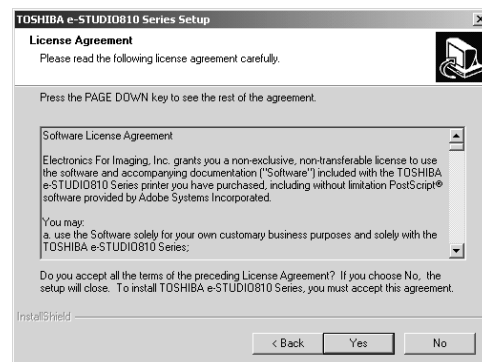 TOSHIBA e-STUDIO810 Series Setup
License Agreement
Please read the following license agreement carefully.
Press the PAGE DOWN key to see the rest of the agreement.
Software License Agreement
Electronics For Imaging, Inc. grants you a non-exclusive, non-transferable license to use
the software and accompanying documentation ("Software") included with the TOSHIBA
e-STUDIO810 Series printer you have purchased, including without limitation PostScript®
software provided by Adobe Systems Incorporated.
You may:
a. use the Software solely for your own customary business purposes and solely with the
TOSHIBA e-STUDIO810 Series;
Do you accept all the terms of the preceding License Agreement? If you choose No, the
setup will close. To install TOSHIBA e-STUDIO810 Series, you must accept this agreement.
InstallShield
< Back Yes No